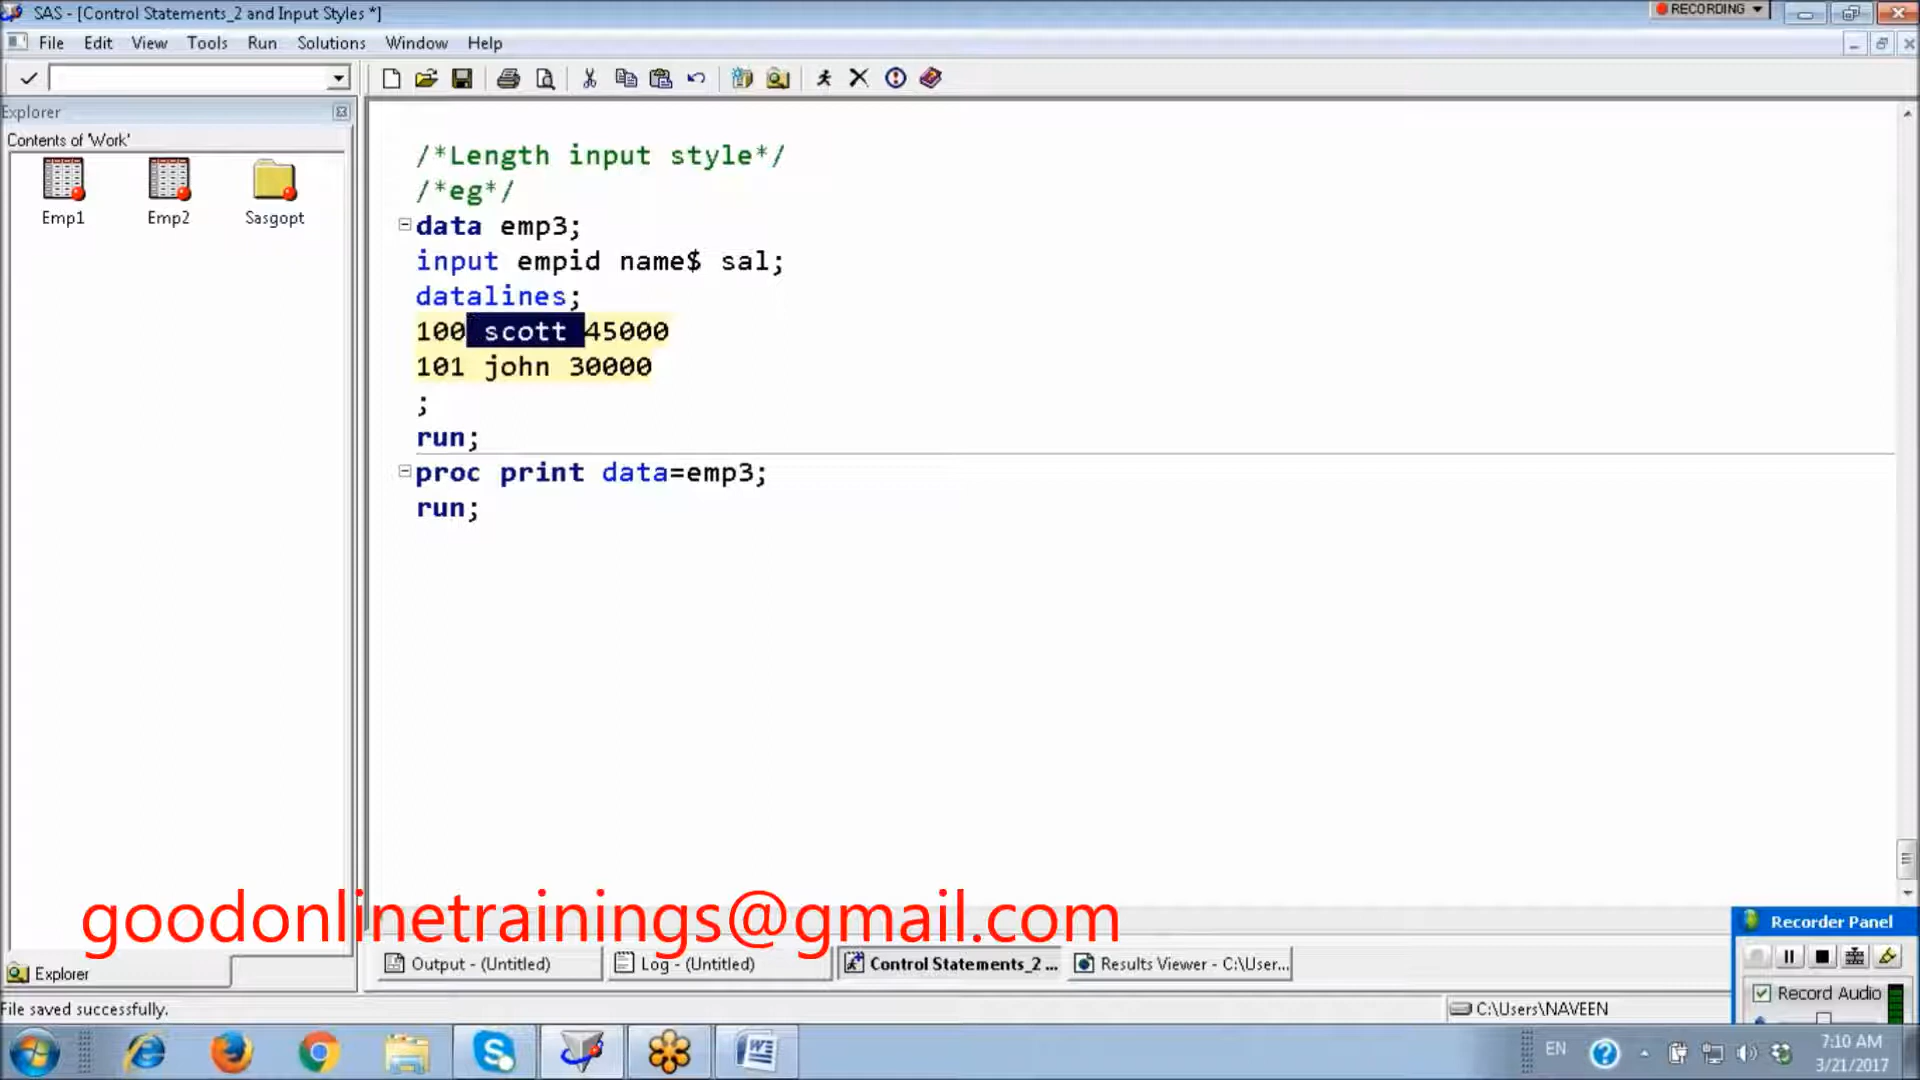 SAS - [Control Statements_2 and Input Styles *]
RECORDING
File Edit View Tools Run Solutions Window Help
Explorer
Contents of 'Work'
Emp1 Emp2 Sasgopt
/*Length input style*/
/*eg*/
data emp3;
input empid name$ sal;
datalines;
100 scott 45000
101 john 30000
;
run;
proc print data=emp3;
run;
goodonlinetrainings@gmail.com
Recorder Panel
Output - (Untitled) Log - (Untitled) Control Statements_2 ... Results Viewer - C:\User...
Explorer
Record Audio
File saved successfully.
C:\Users\NAVEEN
EN
7:10 AM
3/21/2017